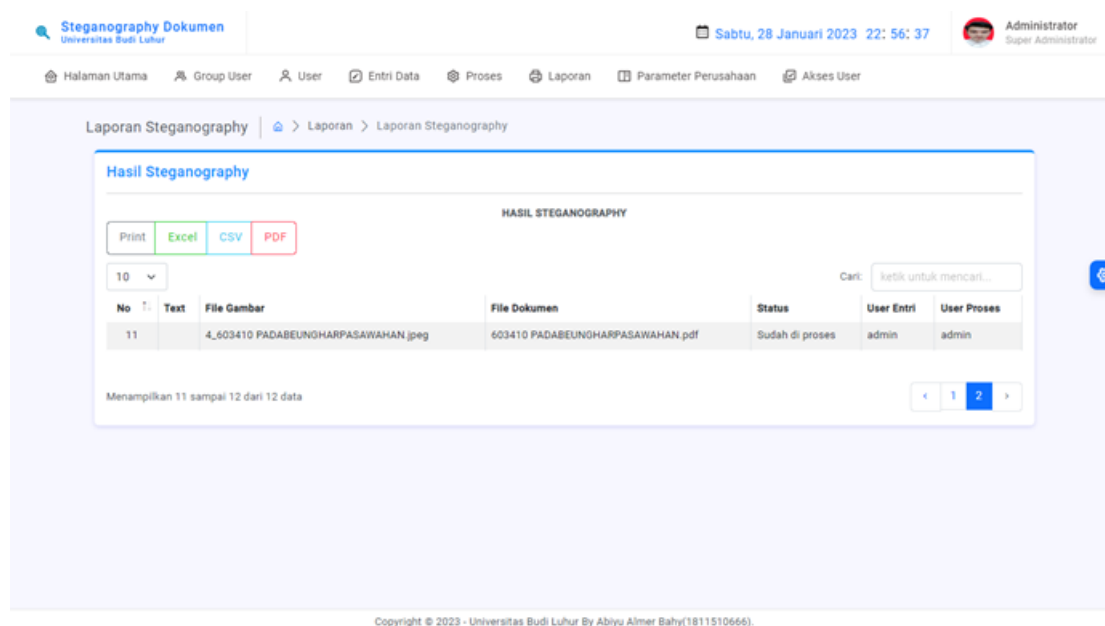 Steganography Dokumen
Universitas Budi Luhur
Sabtu, 28 Januari 2023 22: 56: 37
Administrator
Super Administrator
Halaman Utama Group User User Entri Data Proses Laporan Parameter Perusahaan Akses User
Laporan Steganography > Laporan > Laporan Steganography
Hasil Steganography
HASIL STEGANOGRAPHY
Print Excel CSV PDF
10 Cari: ketik untuk mencari...
No Text File Gambar File Dokumen Status User Entri User Proses
11 4_603410 PADABEUNGHARPASAWAHAN.jpeg 603410 PADABEUNGHARPASAWAHAN.pdf Sudah di proses admin admin
Menampilkan 11 sampai 12 dari 12 data ‹ 1 2 ›
Copyright © 2023 - Universitas Budi Luhur By Abiyu Almer Bahy(1811510666).